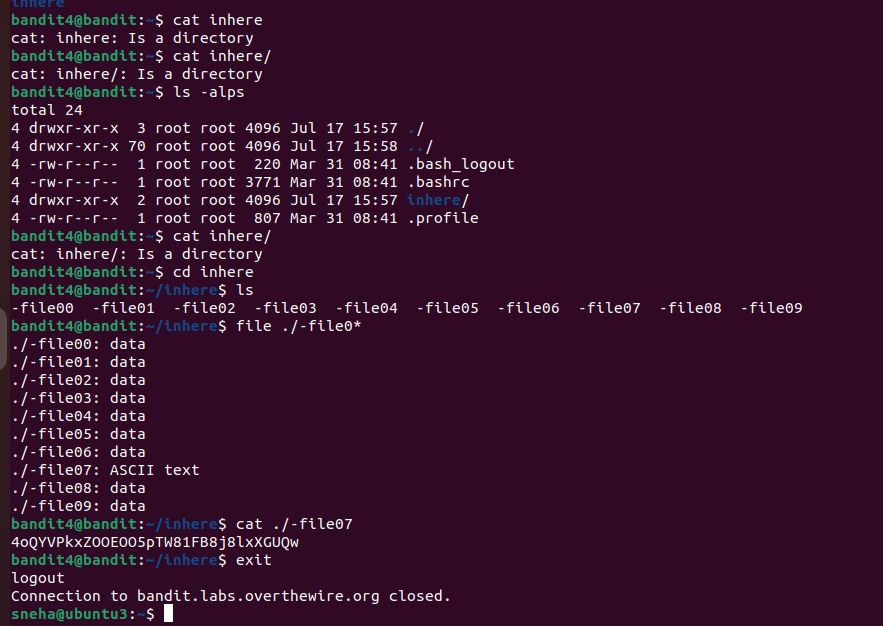 inhere
bandit4@bandit:~$ cat inhere
cat: inhere: Is a directory
bandit4@bandit:~$ cat inhere/
cat: inhere/: Is a directory
bandit4@bandit:~$ ls -alps
total 24
4 drwxr-xr-x  3 root root 4096 Jul 17 15:57 ./
4 drwxr-xr-x 70 root root 4096 Jul 17 15:58 ../
4 -rw-r--r--  1 root root  220 Mar 31 08:41 .bash_logout
4 -rw-r--r--  1 root root 3771 Mar 31 08:41 .bashrc
4 drwxr-xr-x  2 root root 4096 Jul 17 15:57 inhere/
4 -rw-r--r--  1 root root  807 Mar 31 08:41 .profile
bandit4@bandit:~$ cat inhere/
cat: inhere/: Is a directory
bandit4@bandit:~$ cd inhere
bandit4@bandit:~/inhere$ ls
-file00  -file01  -file02  -file03  -file04  -file05  -file06  -file07  -file08  -file09
bandit4@bandit:~/inhere$ file ./-file0*
./-file00: data
./-file01: data
./-file02: data
./-file03: data
./-file04: data
./-file05: data
./-file06: data
./-file07: ASCII text
./-file08: data
./-file09: data
bandit4@bandit:~/inhere$ cat ./-file07
4oQYVPkxZOOEOO5pTW81FB8j8lxXGUQw
bandit4@bandit:~/inhere$ exit
logout
Connection to bandit.labs.overthewire.org closed.
sneha@ubuntu3:~$